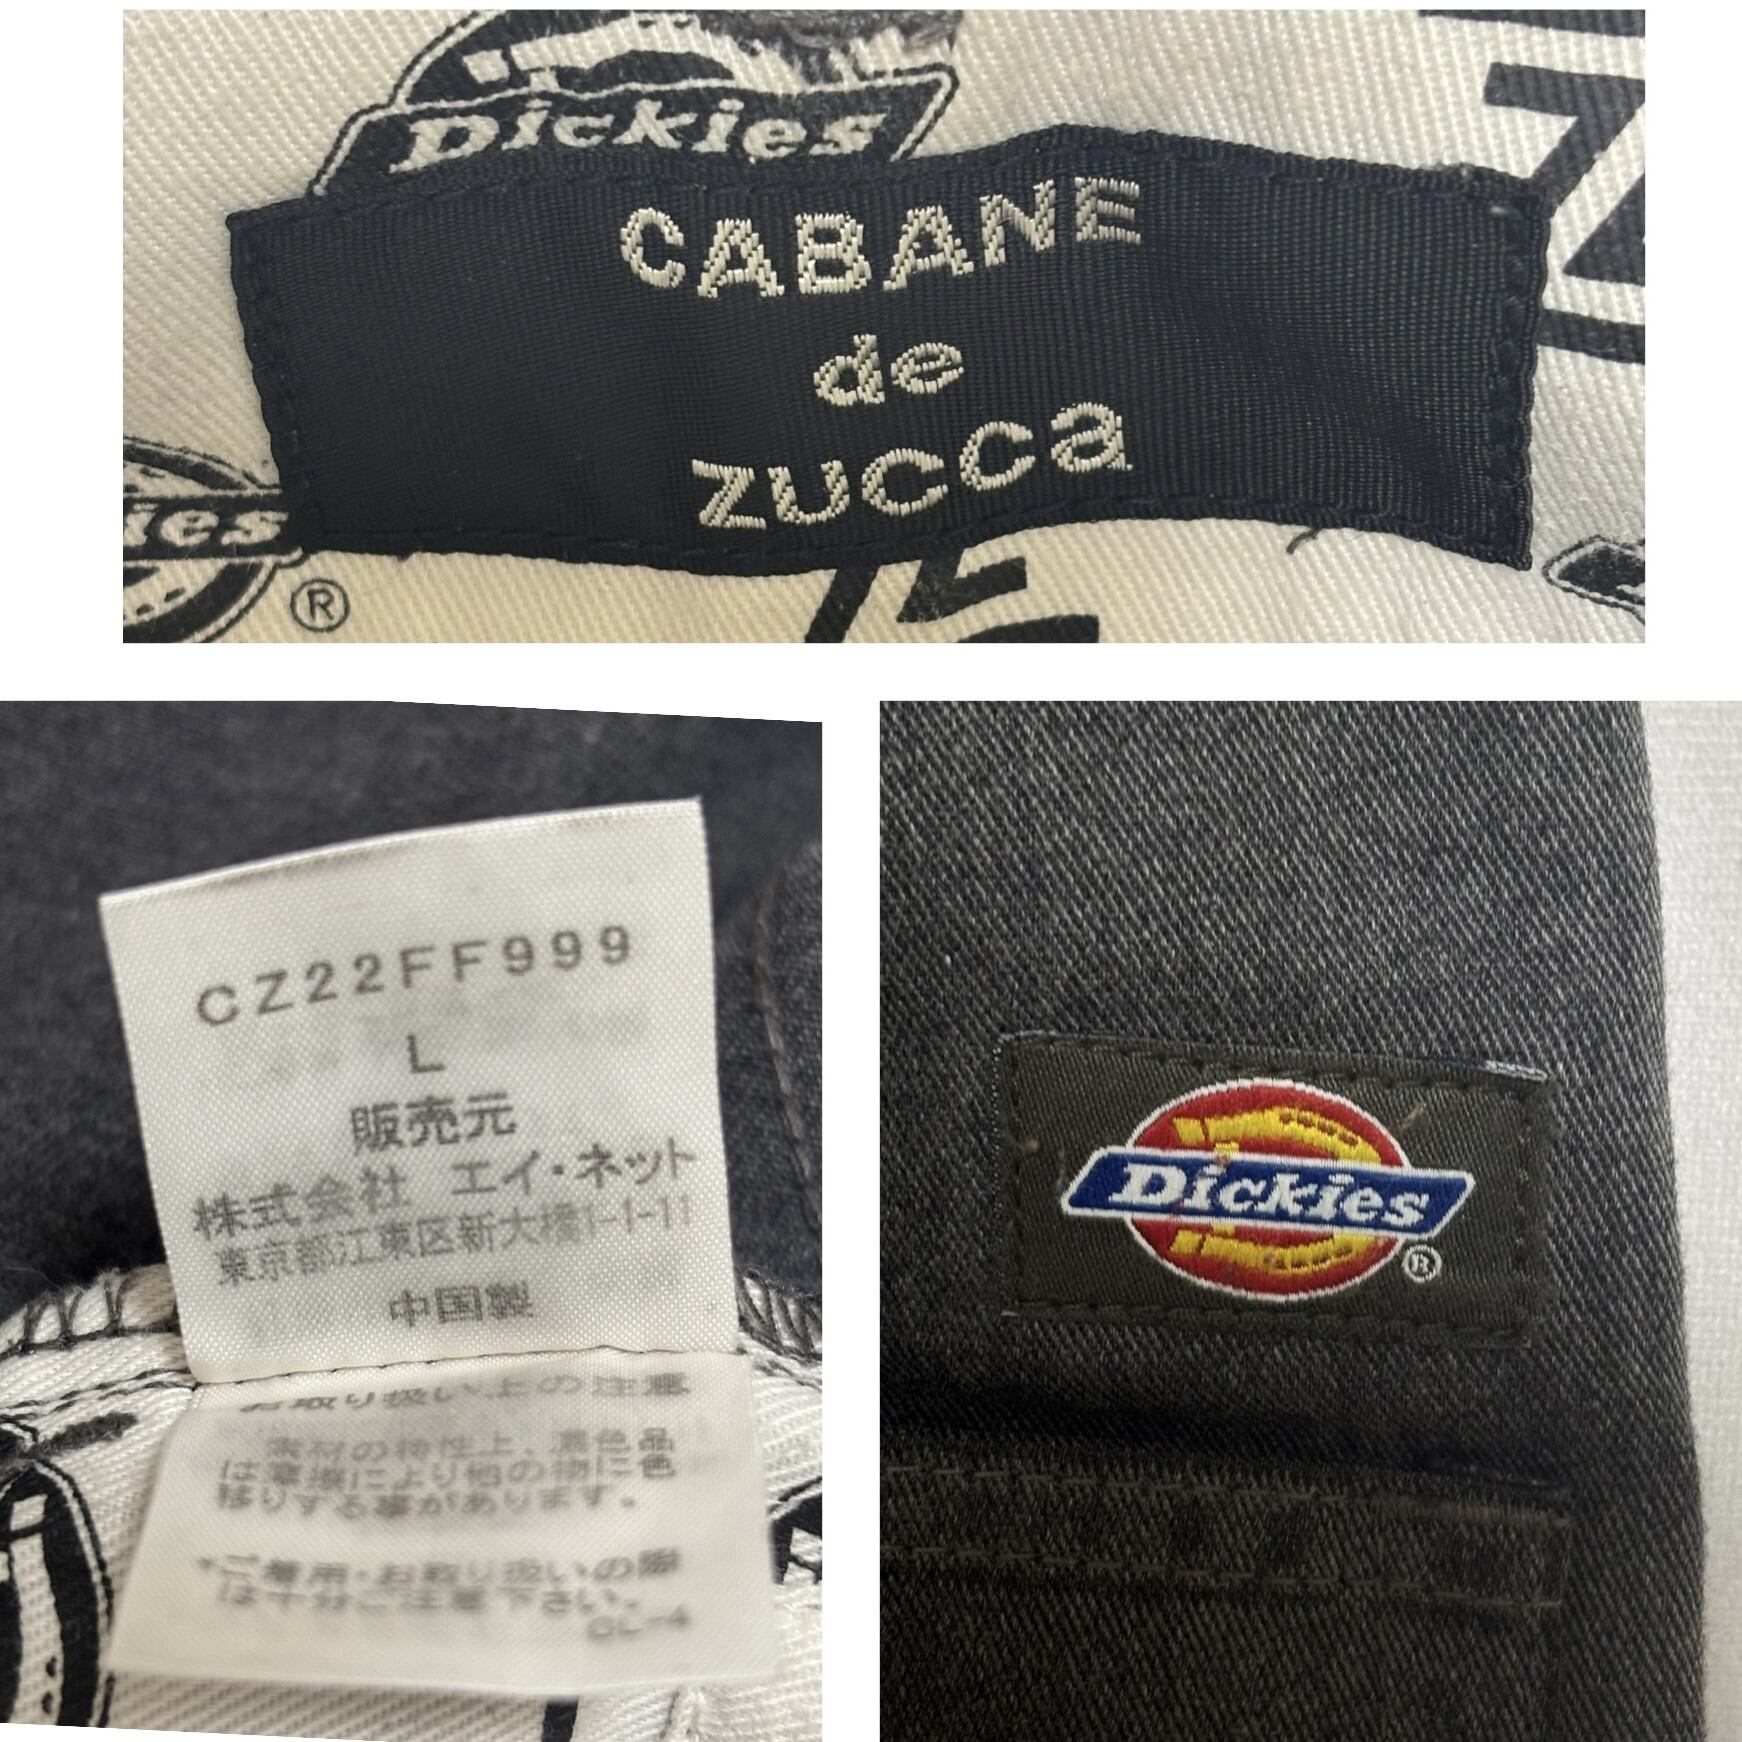 Dickies
CABANE
de
ZUCCa
ies
®
CZ22FF999
L
販売元
株式会社 エイ・ネット
東京都江東区新大橋1-1-11
中国製
お取り扱い上の注意
素材の特性上、濃色品
は摩擦により他の物に色
移りする事があります。
*ご着用・お取り扱いの際
は十分ご注意下さい。
CL-4
Dickies
®